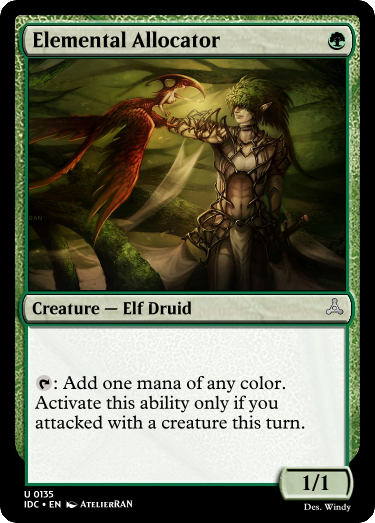 Elemental Allocator
RAN
Creature — Elf Druid
: Add one mana of any color.
Activate this ability only if you
attacked with a creature this turn.
1/1
U 0135
IDC • EN AtelierRAN
Des. Windy